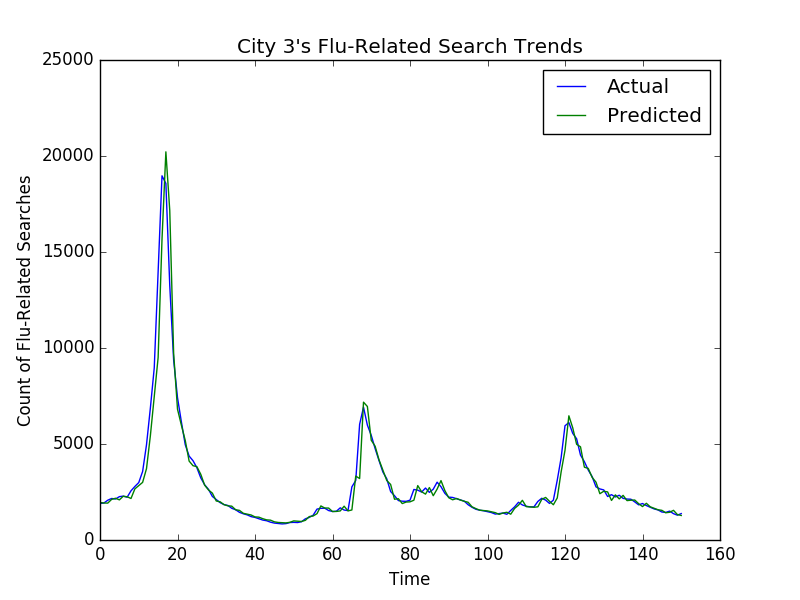 City 3's Flu-Related Search Trends
25000
20000
15000
10000
5000
0
Count of Flu-Related Searches
Actual
Predicted
0 20 40 60 80 100 120 140 160
Time